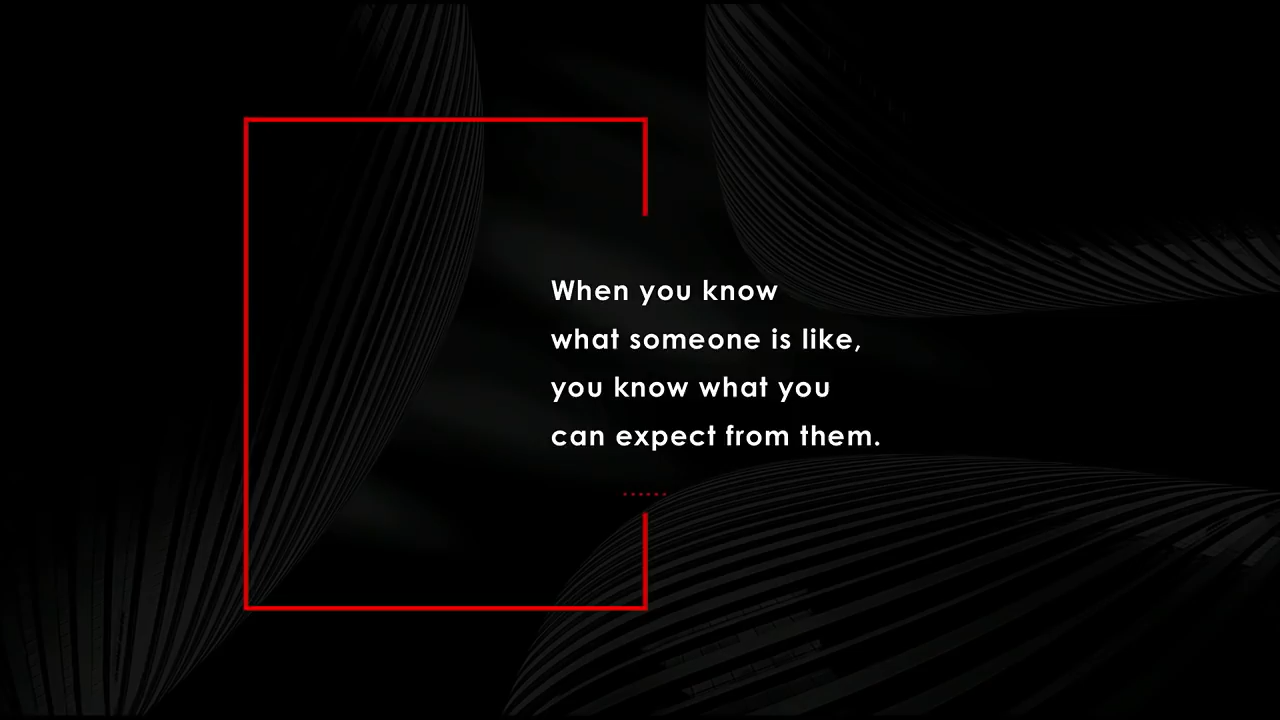 When you know
what someone is like,
you know what you
can expect from them.